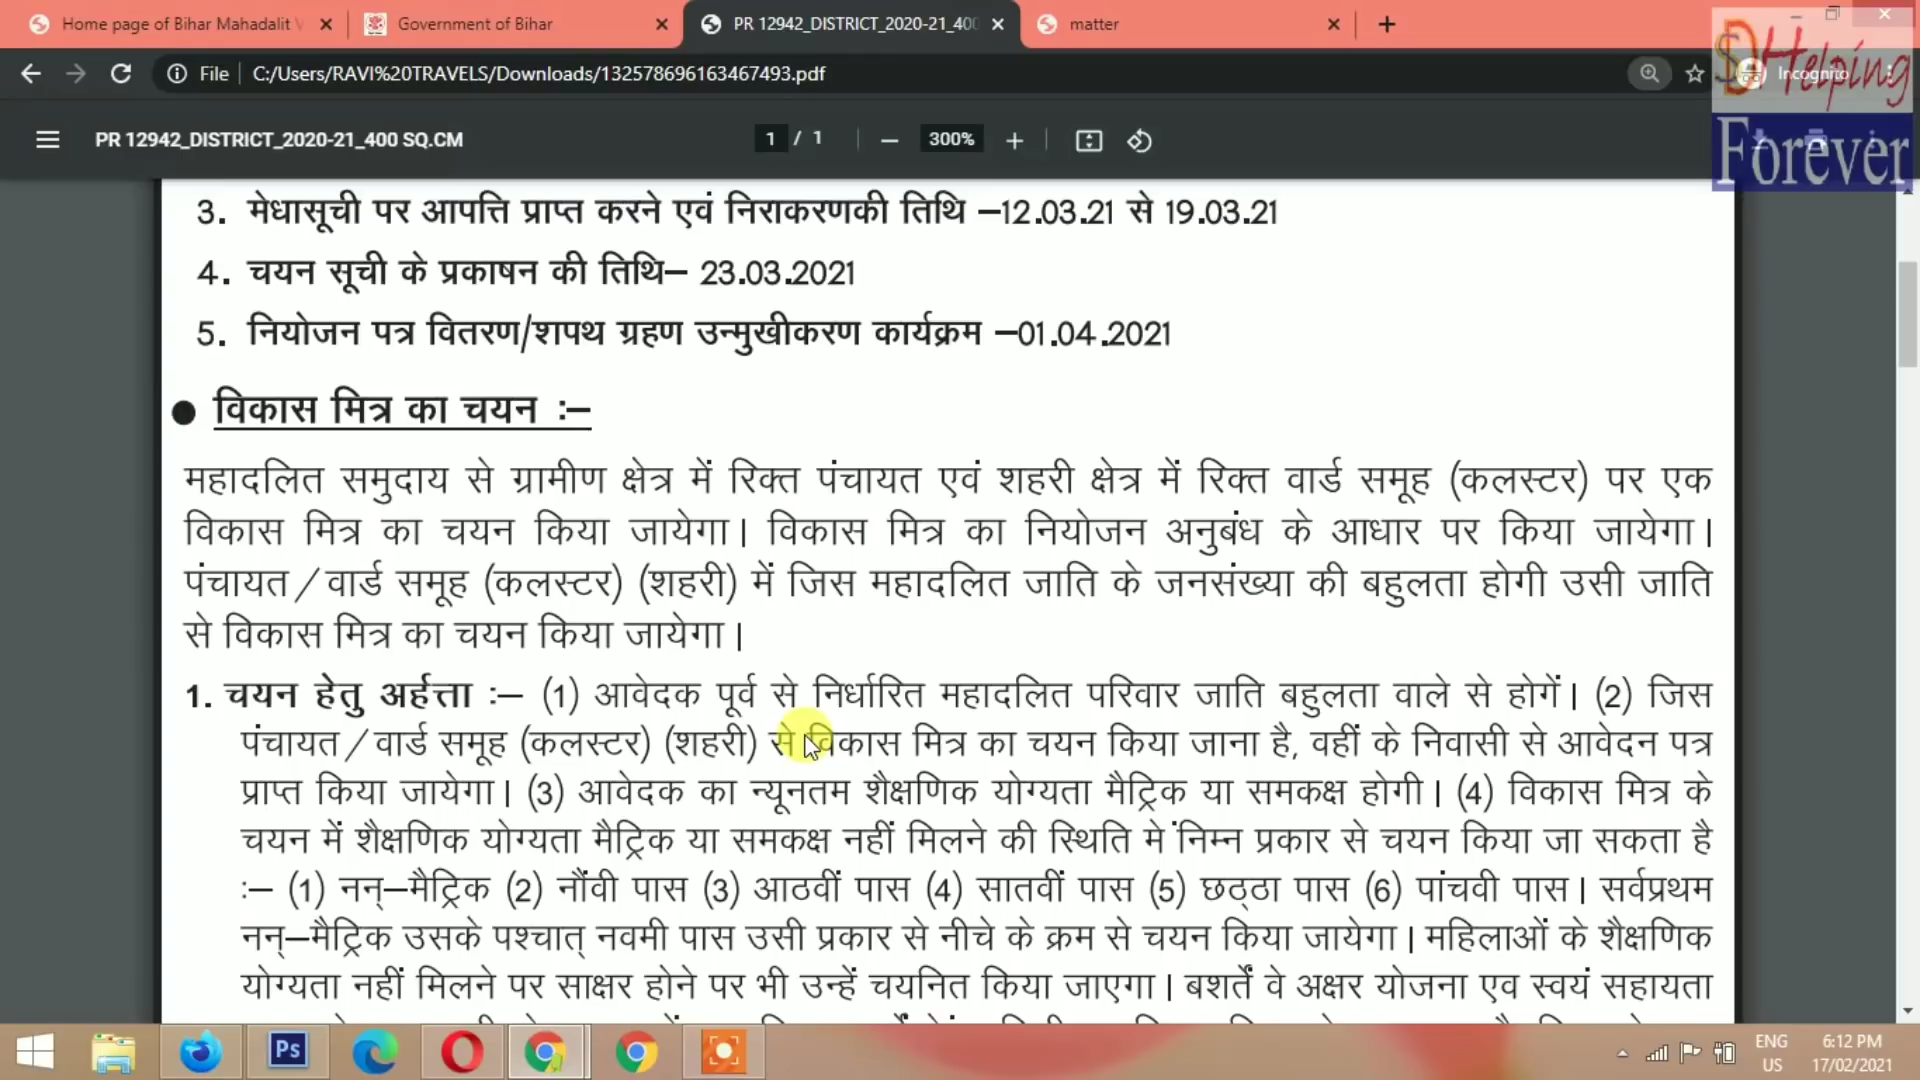 Home page of Bihar Mahadalit V
Government of Bihar
PR 12942_DISTRICT_2020-21_400
matter
File
C:/Users/RAVI%20TRAVELS/Downloads/132578696163467493.pdf
Incognito
SD Helping
Forever
PR 12942_DISTRICT_2020-21_400 SQ.CM
1 / 1
300%
3. मेधासूची पर आपत्ति प्राप्त करने एवं निराकरणकी तिथि –12.03.21 से 19.03.21
4. चयन सूची के प्रकाषन की तिथि– 23.03.2021
5. नियोजन पत्र वितरण/शपथ ग्रहण उन्मुखीकरण कार्यक्रम –01.04.2021
● विकास मित्र का चयन :–
महादलित समुदाय से ग्रामीण क्षेत्र में रिक्त पंचायत एवं शहरी क्षेत्र में रिक्त वार्ड समूह (कलस्टर) पर एक
विकास मित्र का चयन किया जायेगा। विकास मित्र का नियोजन अनुबंध के आधार पर किया जायेगा।
पंचायत/वार्ड समूह (कलस्टर) (शहरी) में जिस महादलित जाति के जनसंख्या की बहुलता होगी उसी जाति
से विकास मित्र का चयन किया जायेगा।
1. चयन हेतु अर्हत्ता :– (1) आवेदक पूर्व से निर्धारित महादलित परिवार जाति बहुलता वाले से होगें। (2) जिस
पंचायत/वार्ड समूह (कलस्टर) (शहरी) से विकास मित्र का चयन किया जाना है, वहीं के निवासी से आवेदन पत्र
प्राप्त किया जायेगा। (3) आवेदक का न्यूनतम शैक्षणिक योग्यता मैट्रिक या समकक्ष होगी। (4) विकास मित्र के
चयन में शैक्षणिक योग्यता मैट्रिक या समकक्ष नहीं मिलने की स्थिति में निम्न प्रकार से चयन किया जा सकता है
:– (1) नन्–मैट्रिक (2) नौंवी पास (3) आठवीं पास (4) सातवीं पास (5) छठ्ठा पास (6) पांचवी पास। सर्वप्रथम
नन्–मैट्रिक उसके पश्चात् नवमी पास उसी प्रकार से नीचे के क्रम से चयन किया जायेगा। महिलाओं के शैक्षणिक
योग्यता नहीं मिलने पर साक्षर होने पर भी उन्हें चयनित किया जाएगा। बशर्तें वे अक्षर योजना एव स्वयं सहायता
Ps
ENG
US
6:12 PM
17/02/2021